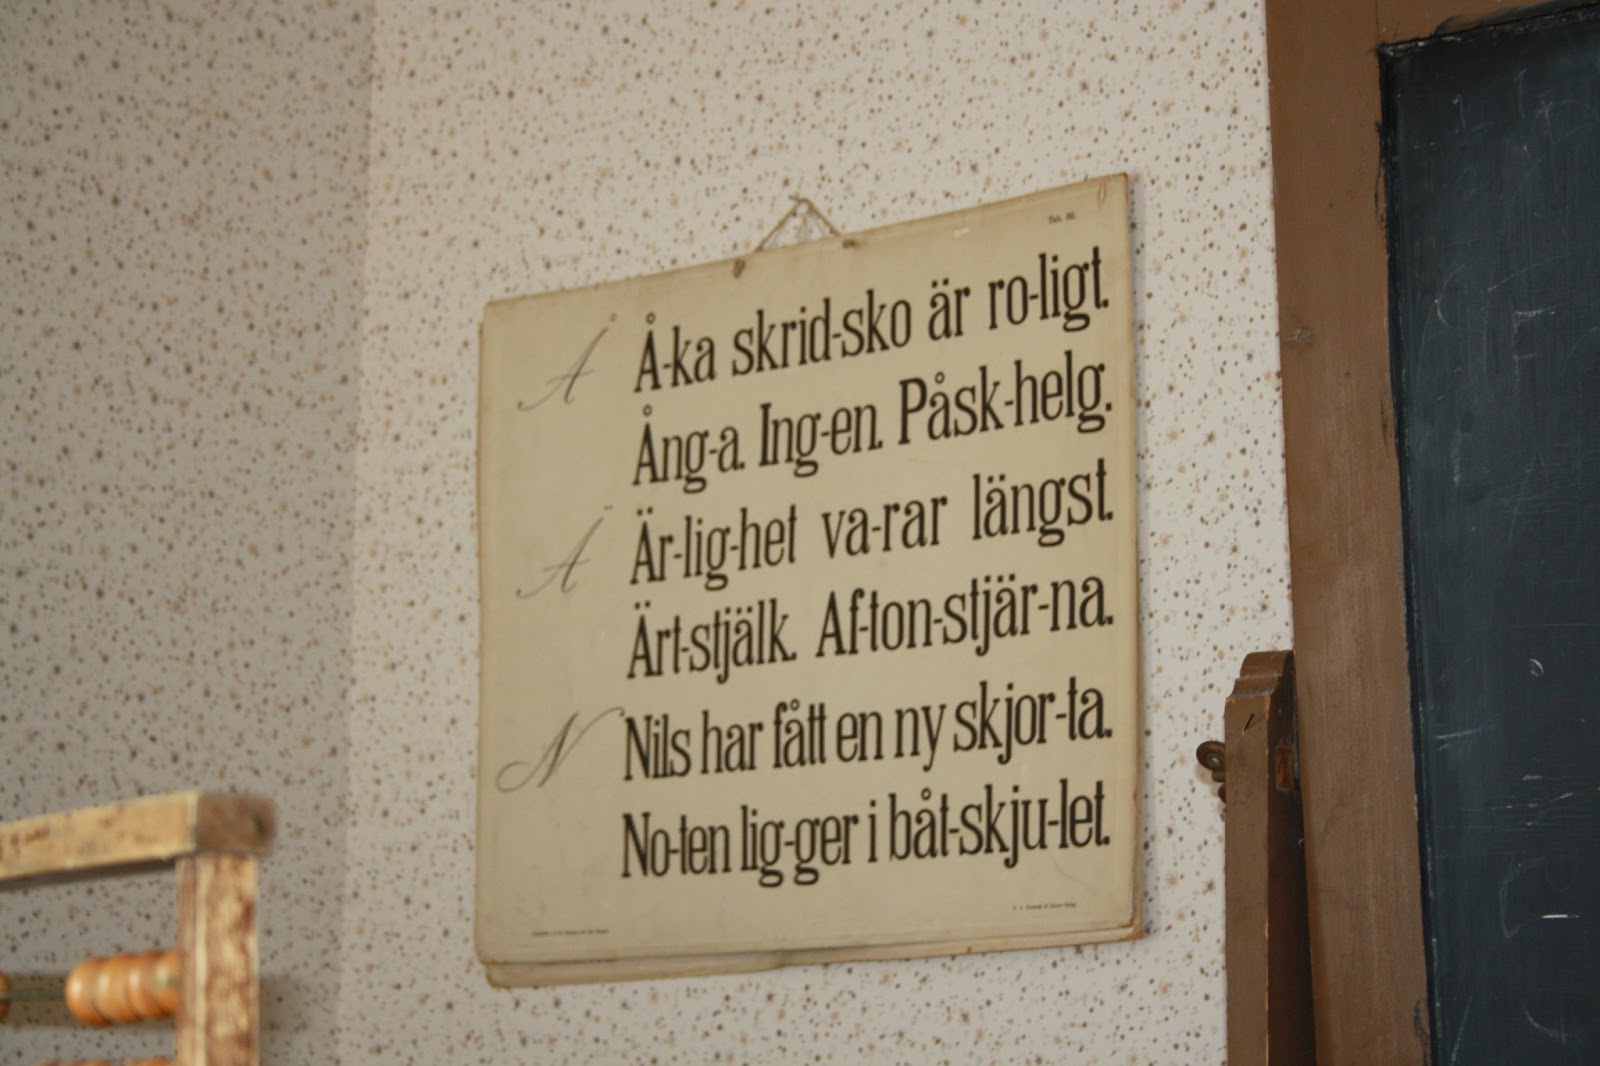 Å Å-ka skrid-sko är ro-ligt.
Ång-a. Ing-en. Påsk-helg.
Ä Är-lig-het va-rar längst.
Ärt-stjälk. Af-ton-stjär-na.
N Nils har fått en ny skjor-ta.
No-ten lig-ger i båt-skju-let.